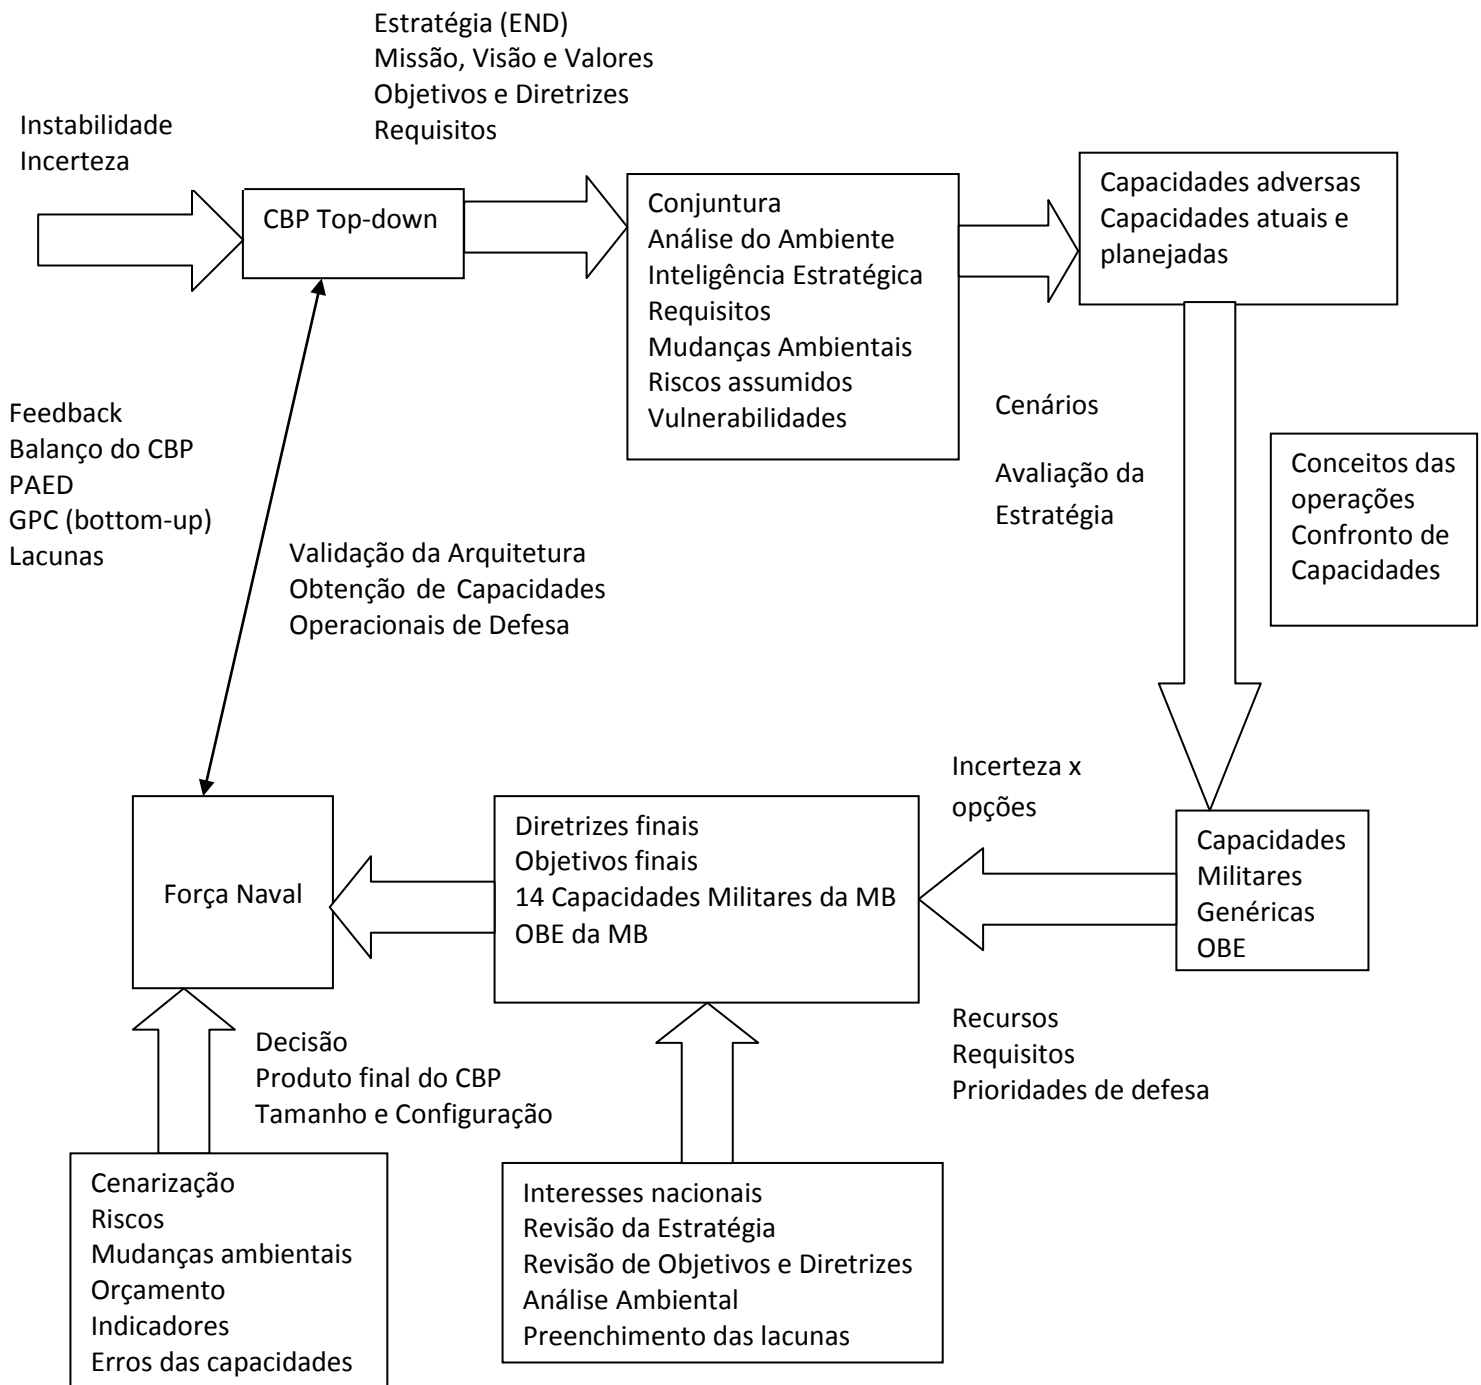 Estratégia (END)
Missão, Visão e Valores
Objetivos e Diretrizes
Requisitos
Instabilidade
Incerteza
CBP Top-down
Conjuntura
Análise do Ambiente
Inteligência Estratégica
Requisitos
Mudanças Ambientais
Riscos assumidos
Vulnerabilidades
Capacidades adversas
Capacidades atuais e
planejadas
Cenários
Avaliação da
Estratégia
Conceitos das
operações
Confronto de
Capacidades
Feedback
Balanço do CBP
PAED
GPC (bottom-up)
Lacunas
Validação da Arquitetura
Obtenção de Capacidades
Operacionais de Defesa
Força Naval
Diretrizes finais
Objetivos finais
14 Capacidades Militares da MB
OBE da MB
Incerteza x
opções
Capacidades
Militares
Genéricas
OBE
Recursos
Requisitos
Prioridades de defesa
Decisão
Produto final do CBP
Tamanho e Configuração
Cenarização
Riscos
Mudanças ambientais
Orçamento
Indicadores
Erros das capacidades
Interesses nacionais
Revisão da Estratégia
Revisão de Objetivos e Diretrizes
Análise Ambiental
Preenchimento das lacunas